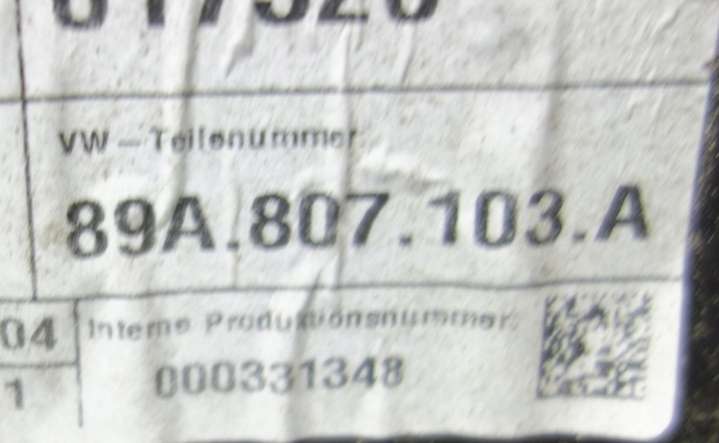 VW-Teilenummer
89A.807.103.A
04
Interne Produktionsnummer:
1
000331348